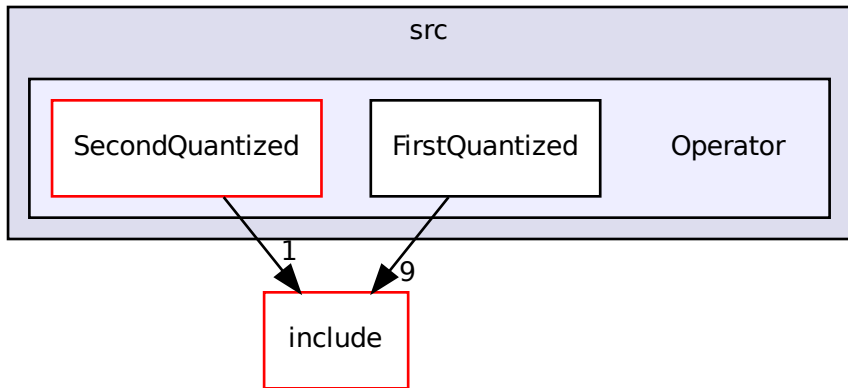 src
SecondQuantized
FirstQuantized
Operator
1
9
include